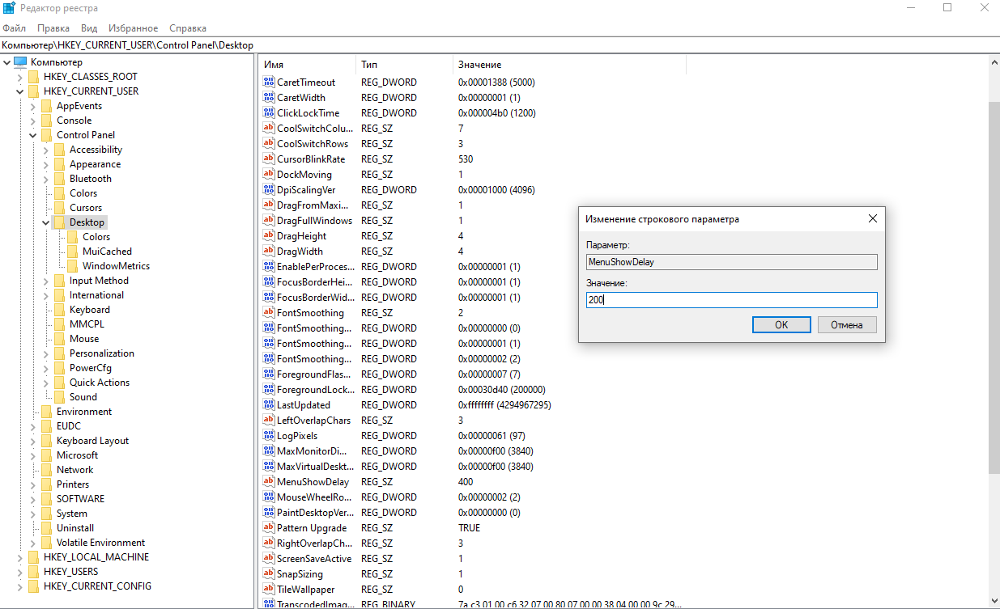 Редактор реестра
Файл Правка Вид Избранное Справка
Компьютер\HKEY_CURRENT_USER\Control Panel\Desktop
Компьютер
HKEY_CLASSES_ROOT
HKEY_CURRENT_USER
AppEvents
Console
Control Panel
Accessibility
Appearance
Bluetooth
Colors
Cursors
Desktop
Colors
MuiCached
WindowMetrics
Input Method
International
Keyboard
MMCPL
Mouse
Personalization
PowerCfg
Quick Actions
Sound
Environment
EUDC
Keyboard Layout
Microsoft
Network
Printers
SOFTWARE
System
Uninstall
Volatile Environment
HKEY_LOCAL_MACHINE
HKEY_USERS
HKEY_CURRENT_CONFIG
Имя Тип Значение
CaretTimeout REG_DWORD 0x00001388 (5000)
CaretWidth REG_DWORD 0x00000001 (1)
ClickLockTime REG_DWORD 0x000004b0 (1200)
CoolSwitchColu... REG_SZ 7
CoolSwitchRows REG_SZ 3
CursorBlinkRate REG_SZ 530
DockMoving REG_SZ 1
DpiScalingVer REG_DWORD 0x00001000 (4096)
DragFromMaxi... REG_SZ 1
DragFullWindows REG_SZ 1
DragHeight REG_SZ 4
DragWidth REG_SZ 4
EnablePerProces... REG_DWORD 0x00000001 (1)
FocusBorderHei... REG_DWORD 0x00000001 (1)
FocusBorderWid... REG_DWORD 0x00000001 (1)
FontSmoothing REG_SZ 2
FontSmoothing... REG_DWORD 0x00000000 (0)
FontSmoothing... REG_DWORD 0x00000001 (1)
FontSmoothing... REG_DWORD 0x00000002 (2)
ForegroundFlas... REG_DWORD 0x00000007 (7)
ForegroundLock... REG_DWORD 0x00030d40 (200000)
LastUpdated REG_DWORD 0xffffffff (4294967295)
LeftOverlapChars REG_SZ 3
LogPixels REG_DWORD 0x00000061 (97)
MaxMonitorDi... REG_DWORD 0x00000f00 (3840)
MaxVirtualDeskt... REG_DWORD 0x00000f00 (3840)
MenuShowDelay REG_SZ 400
MouseWheelRo... REG_DWORD 0x00000002 (2)
PaintDesktopVer... REG_DWORD 0x00000000 (0)
Pattern Upgrade REG_SZ TRUE
RightOverlapCh... REG_SZ 3
ScreenSaveActive REG_SZ 1
SnapSizing REG_SZ 1
TileWallpaper REG_SZ 0
TranscodedImag... REG_BINARY 7a c3 01 00 c6 32 07 00 80 07 00 00 38 04 00 00 9c 29...
Изменение строкового параметра
Параметр:
MenuShowDelay
Значение:
200
OK Отмена